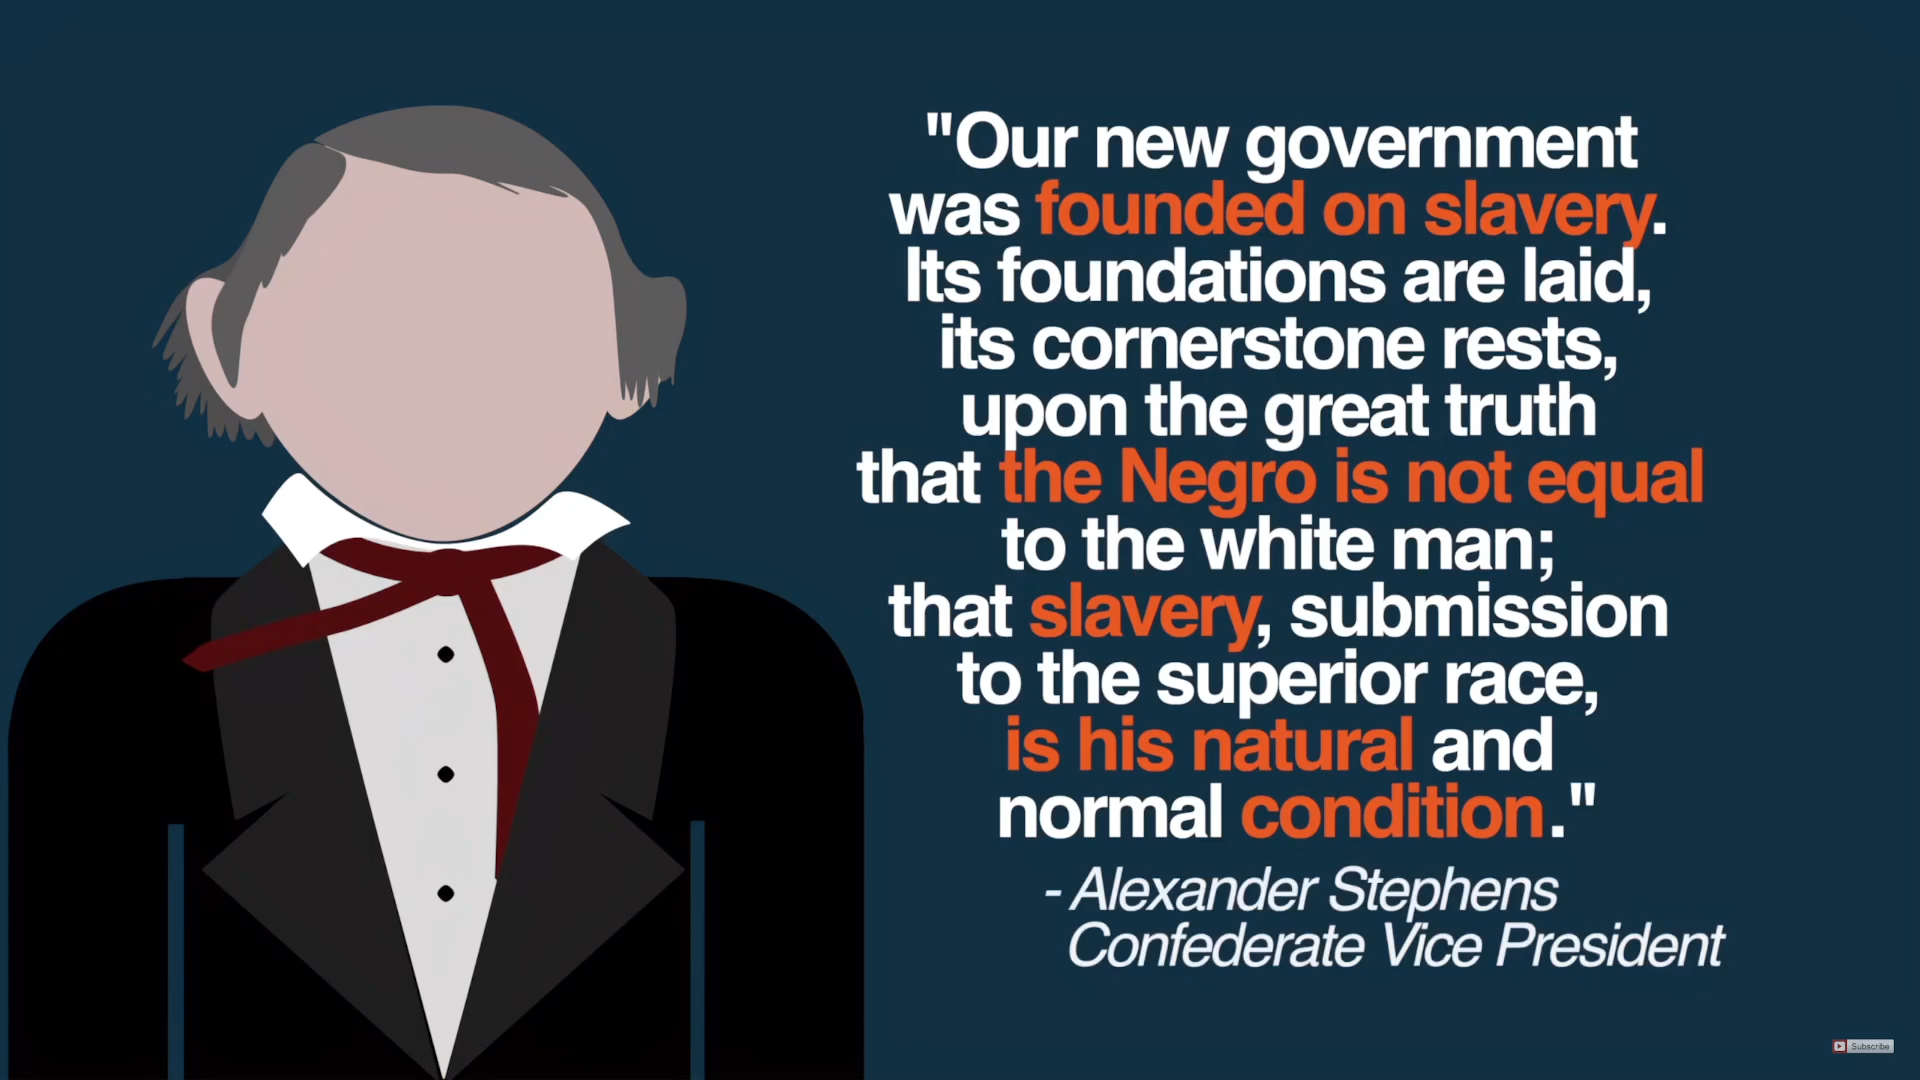 "Our new government
was founded on slavery.
Its foundations are laid,
its cornerstone rests,
upon the great truth
that the Negro is not equal
to the white man;
that slavery, submission
to the superior race,
is his natural and
normal condition."
- Alexander Stephens
Confederate Vice President
Subscribe